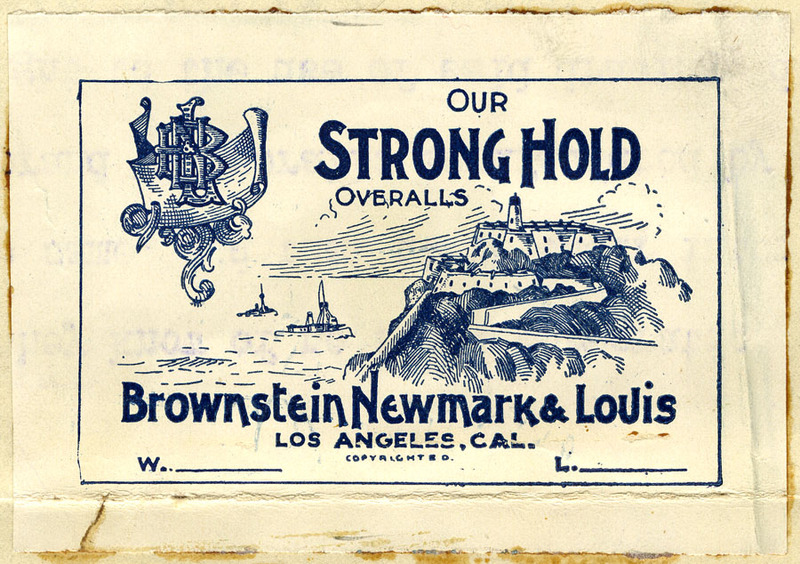 OUR
STRONG HOLD
OVERALLS
Brownstein Newmark & Louis
LOS ANGELES, CAL.
COPYRIGHTED.
W.. L.